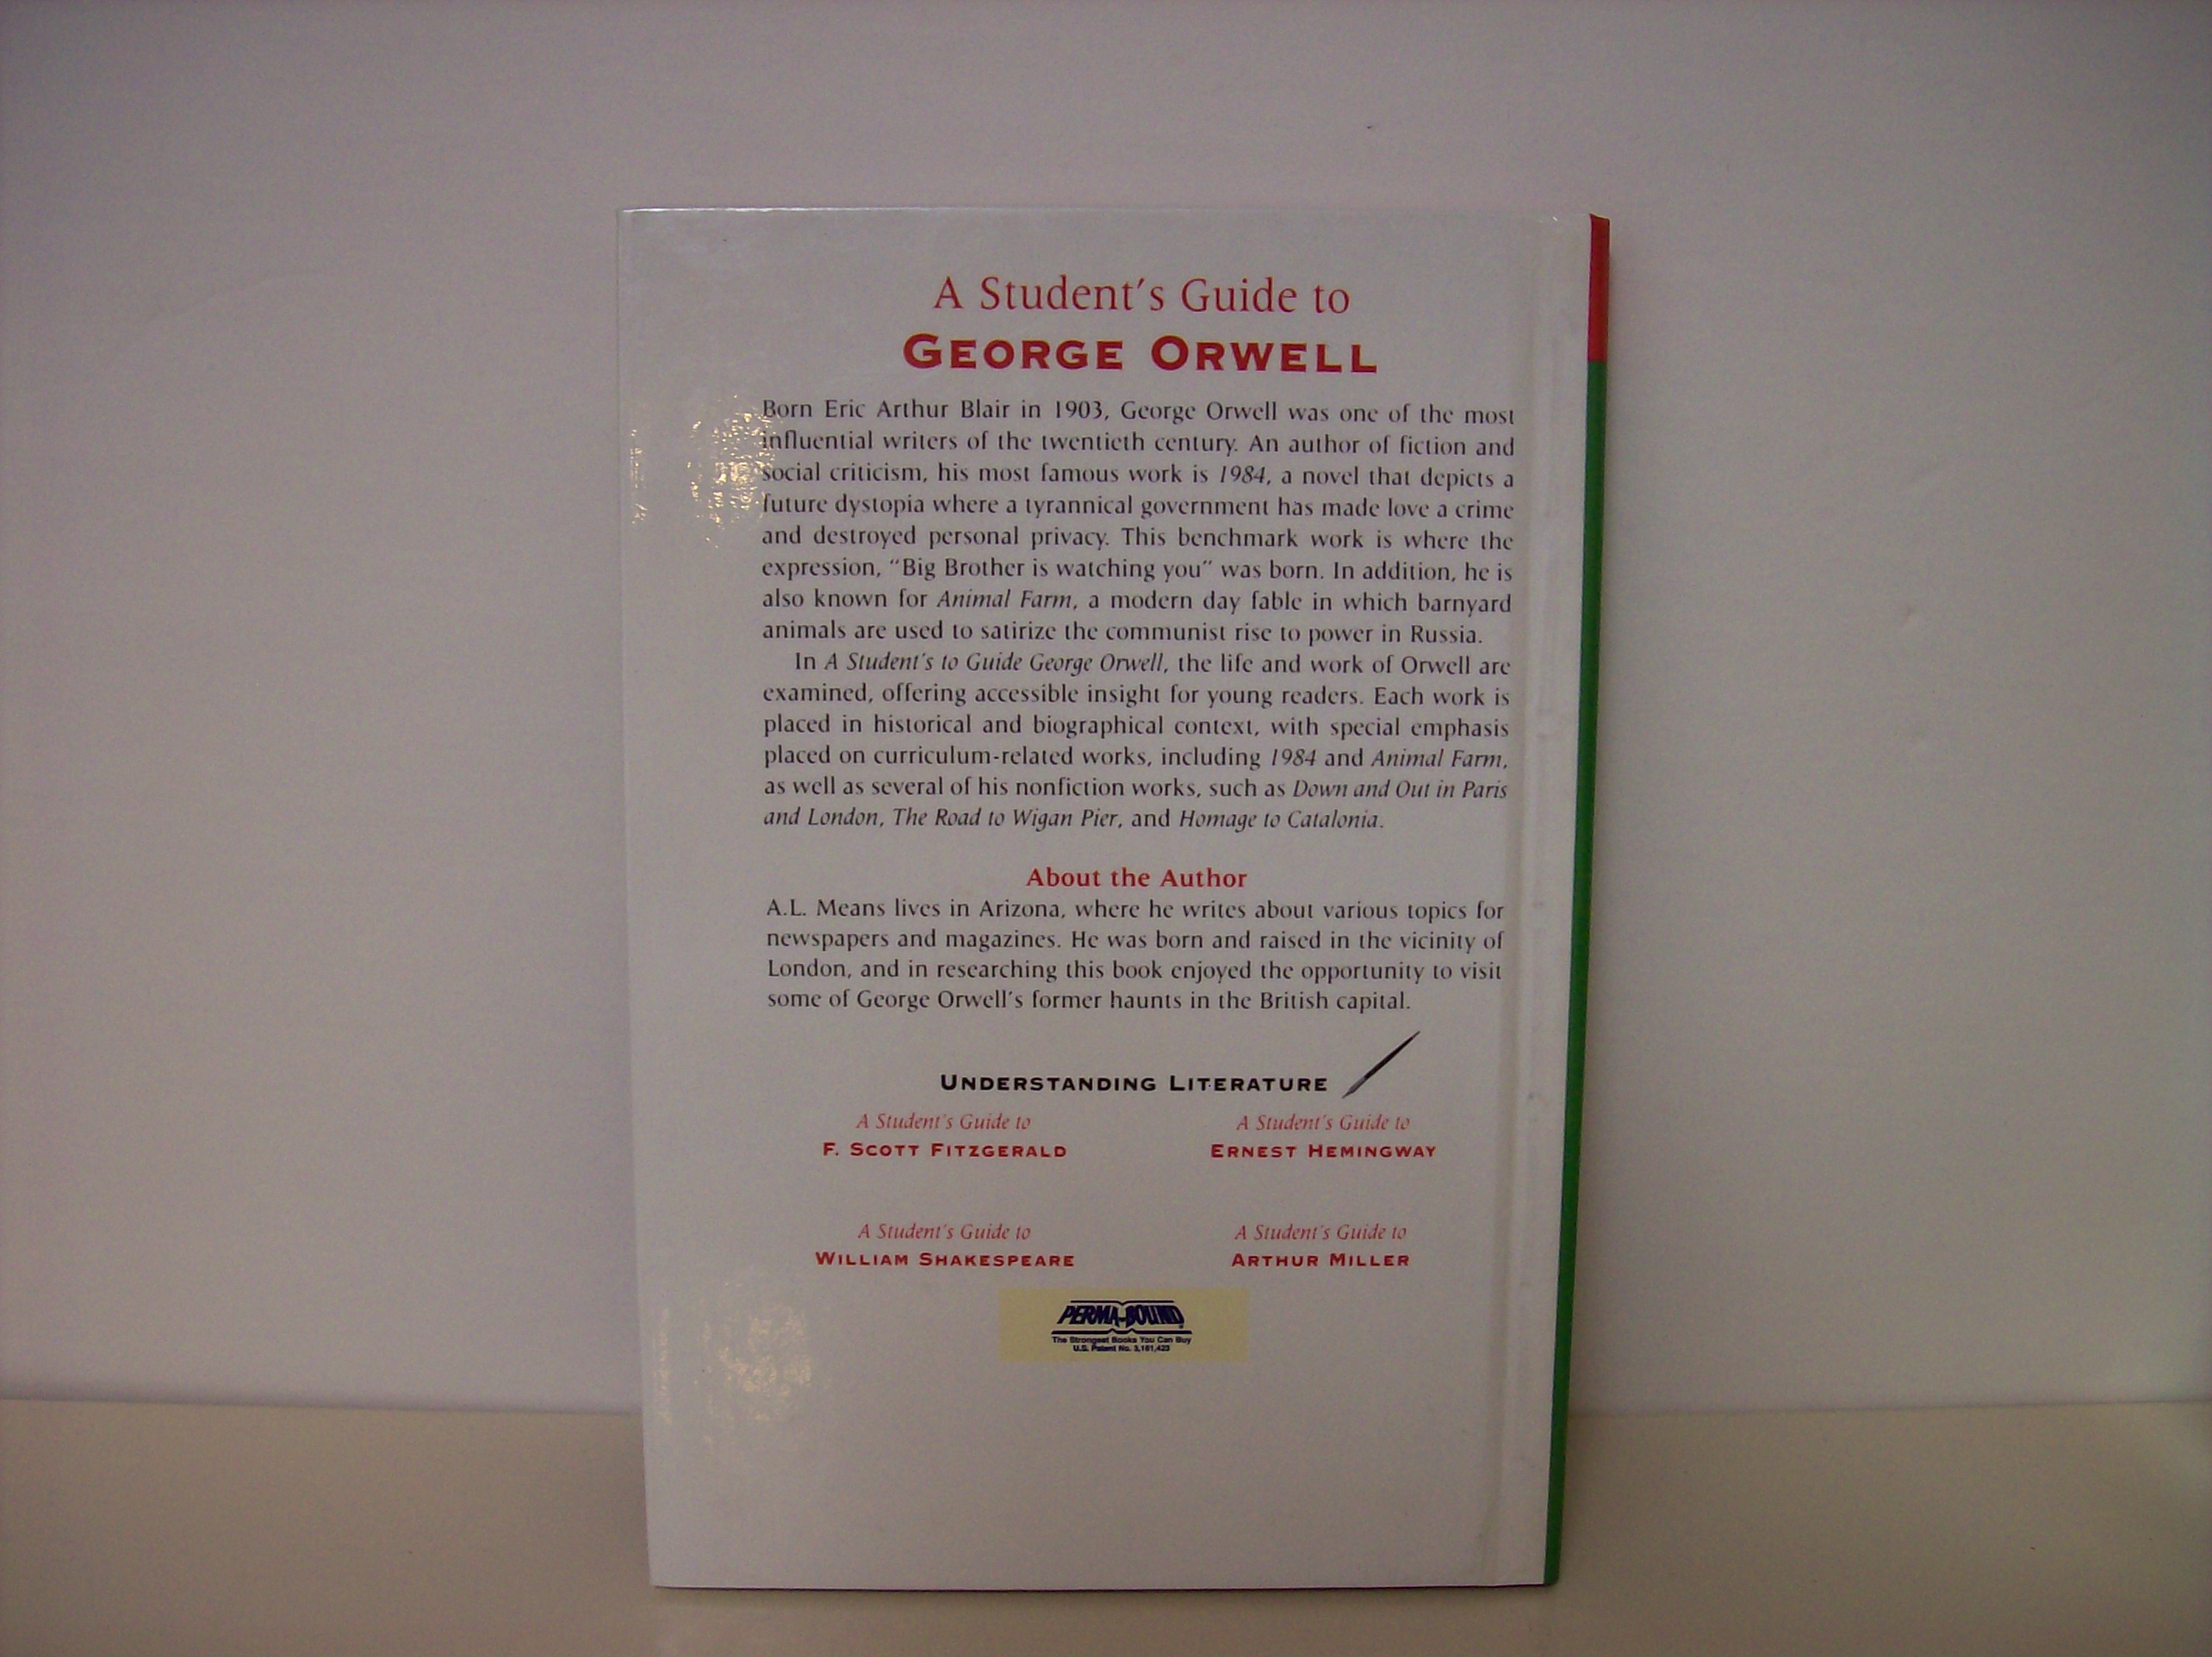 A Student's Guide to
GEORGE ORWELL
Born Eric Arthur Blair in 1903, George Orwell was one of the most
influential writers of the twentieth century. An author of fiction and
social criticism, his most famous work is 1984, a novel that depicts a
future dystopia where a tyrannical government has made love a crime
and destroyed personal privacy. This benchmark work is where the
expression, “Big Brother is watching you” was born. In addition, he is
also known for Animal Farm, a modern day fable in which barnyard
animals are used to satirize the communist rise to power in Russia.
In A Student's to Guide George Orwell, the life and work of Orwell are
examined, offering accessible insight for young readers. Each work is
placed in historical and biographical context, with special emphasis
placed on curriculum-related works, including 1984 and Animal Farm,
as well as several of his nonfiction works, such as Down and Out in Paris
and London, The Road to Wigan Pier, and Homage to Catalonia.
About the Author
A.L. Means lives in Arizona, where he writes about various topics for
newspapers and magazines. He was born and raised in the vicinity of
London, and in researching this book enjoyed the opportunity to visit
some of George Orwell's former haunts in the British capital.
UNDERSTANDING LITERATURE
A Student's Guide to
F. SCOTT FITZGERALD
A Student's Guide to
ERNEST HEMINGWAY
A Student's Guide to
WILLIAM SHAKESPEARE
A Student's Guide to
ARTHUR MILLER
PERMA-BOUND
The Strongest Books You Can Buy
U.S. Patent No. 3,161,423